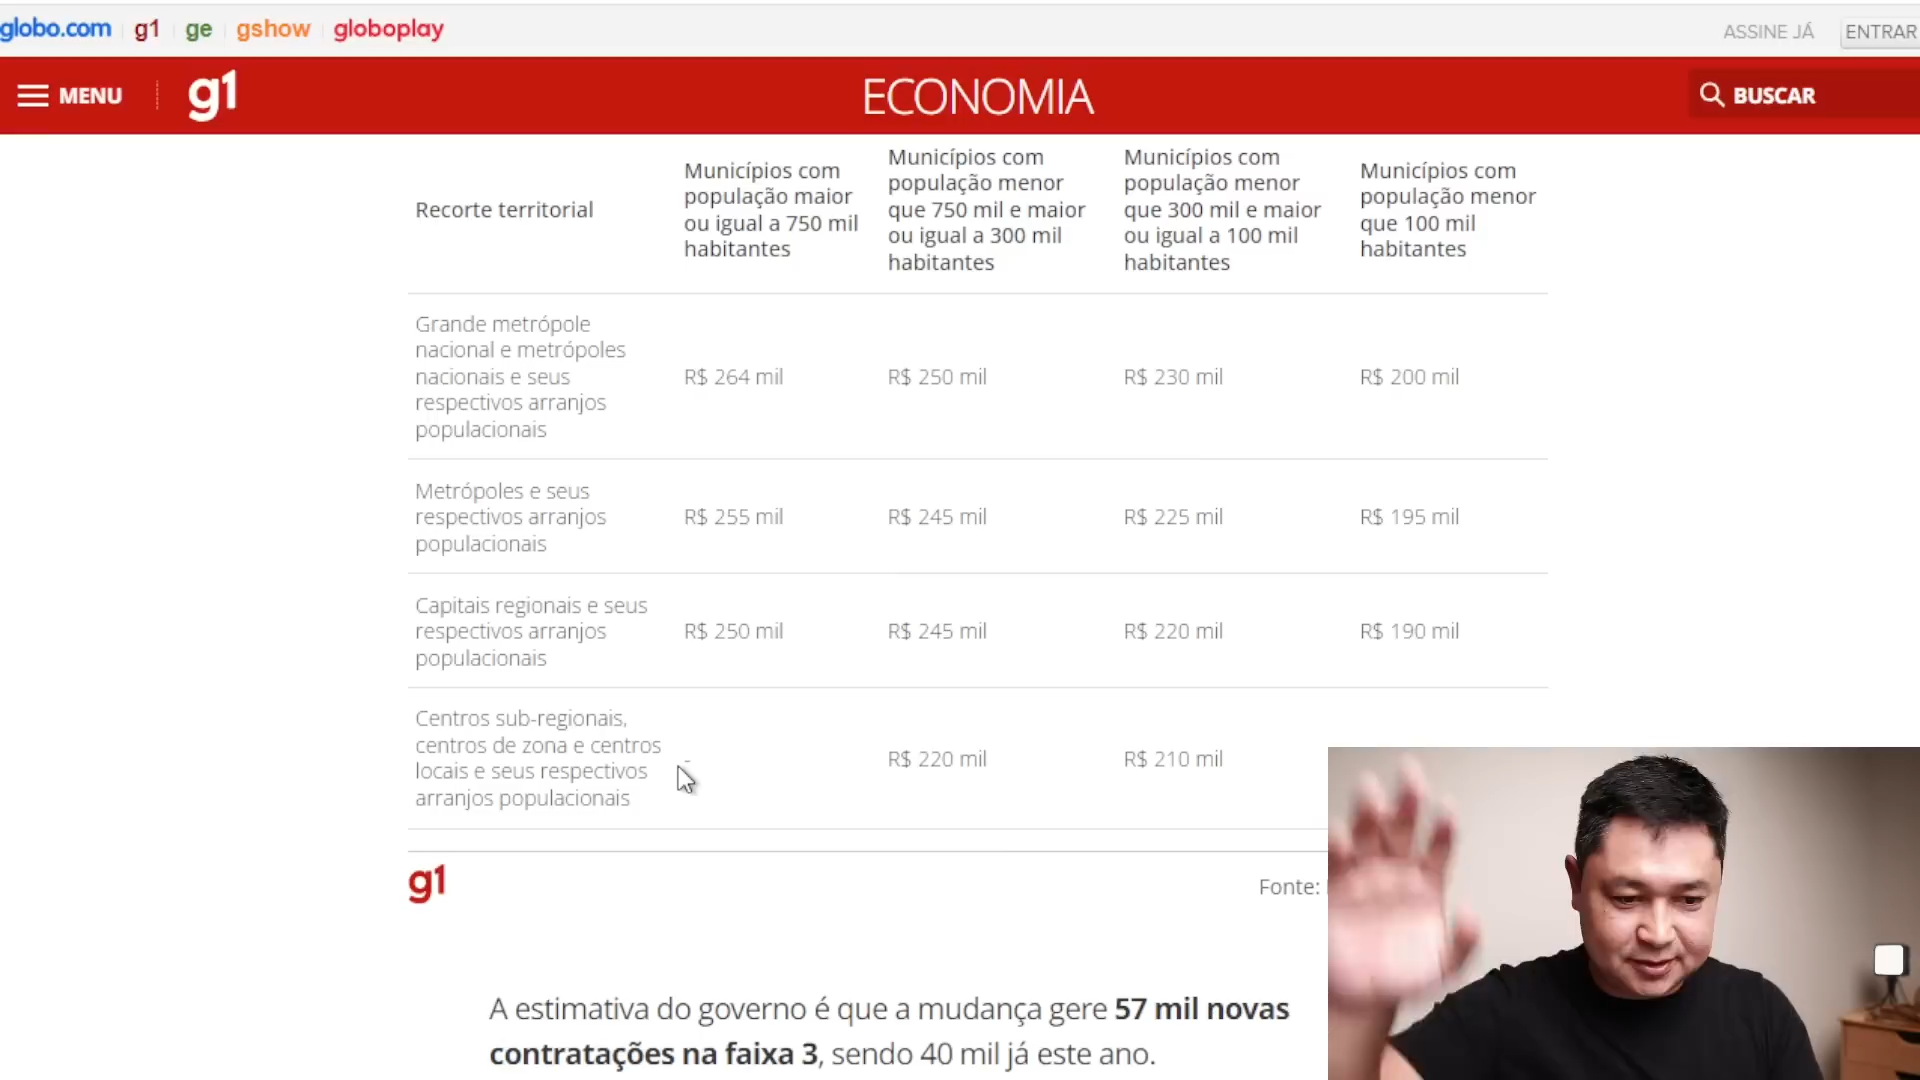 globo.com g1 ge gshow globoplay ASSINE JÁ ENTRAR
MENU g1 ECONOMIA BUSCAR
Recorte territorial
Municípios com
população maior
ou igual a 750 mil
habitantes
Municípios com
população menor
que 750 mil e maior
ou igual a 300 mil
habitantes
Municípios com
população menor
que 300 mil e maior
ou igual a 100 mil
habitantes
Municípios com
população menor
que 100 mil
habitantes
Grande metrópole
nacional e metrópoles
nacionais e seus
respectivos arranjos
populacionais
R$ 264 mil R$ 250 mil R$ 230 mil R$ 200 mil
Metrópoles e seus
respectivos arranjos
populacionais
R$ 255 mil R$ 245 mil R$ 225 mil R$ 195 mil
Capitais regionais e seus
respectivos arranjos
populacionais
R$ 250 mil R$ 245 mil R$ 220 mil R$ 190 mil
Centros sub-regionais,
centros de zona e centros
locais e seus respectivos
arranjos populacionais
- R$ 220 mil R$ 210 mil
g1 Fonte:
A estimativa do governo é que a mudança gere 57 mil novas
contratações na faixa 3, sendo 40 mil já este ano.